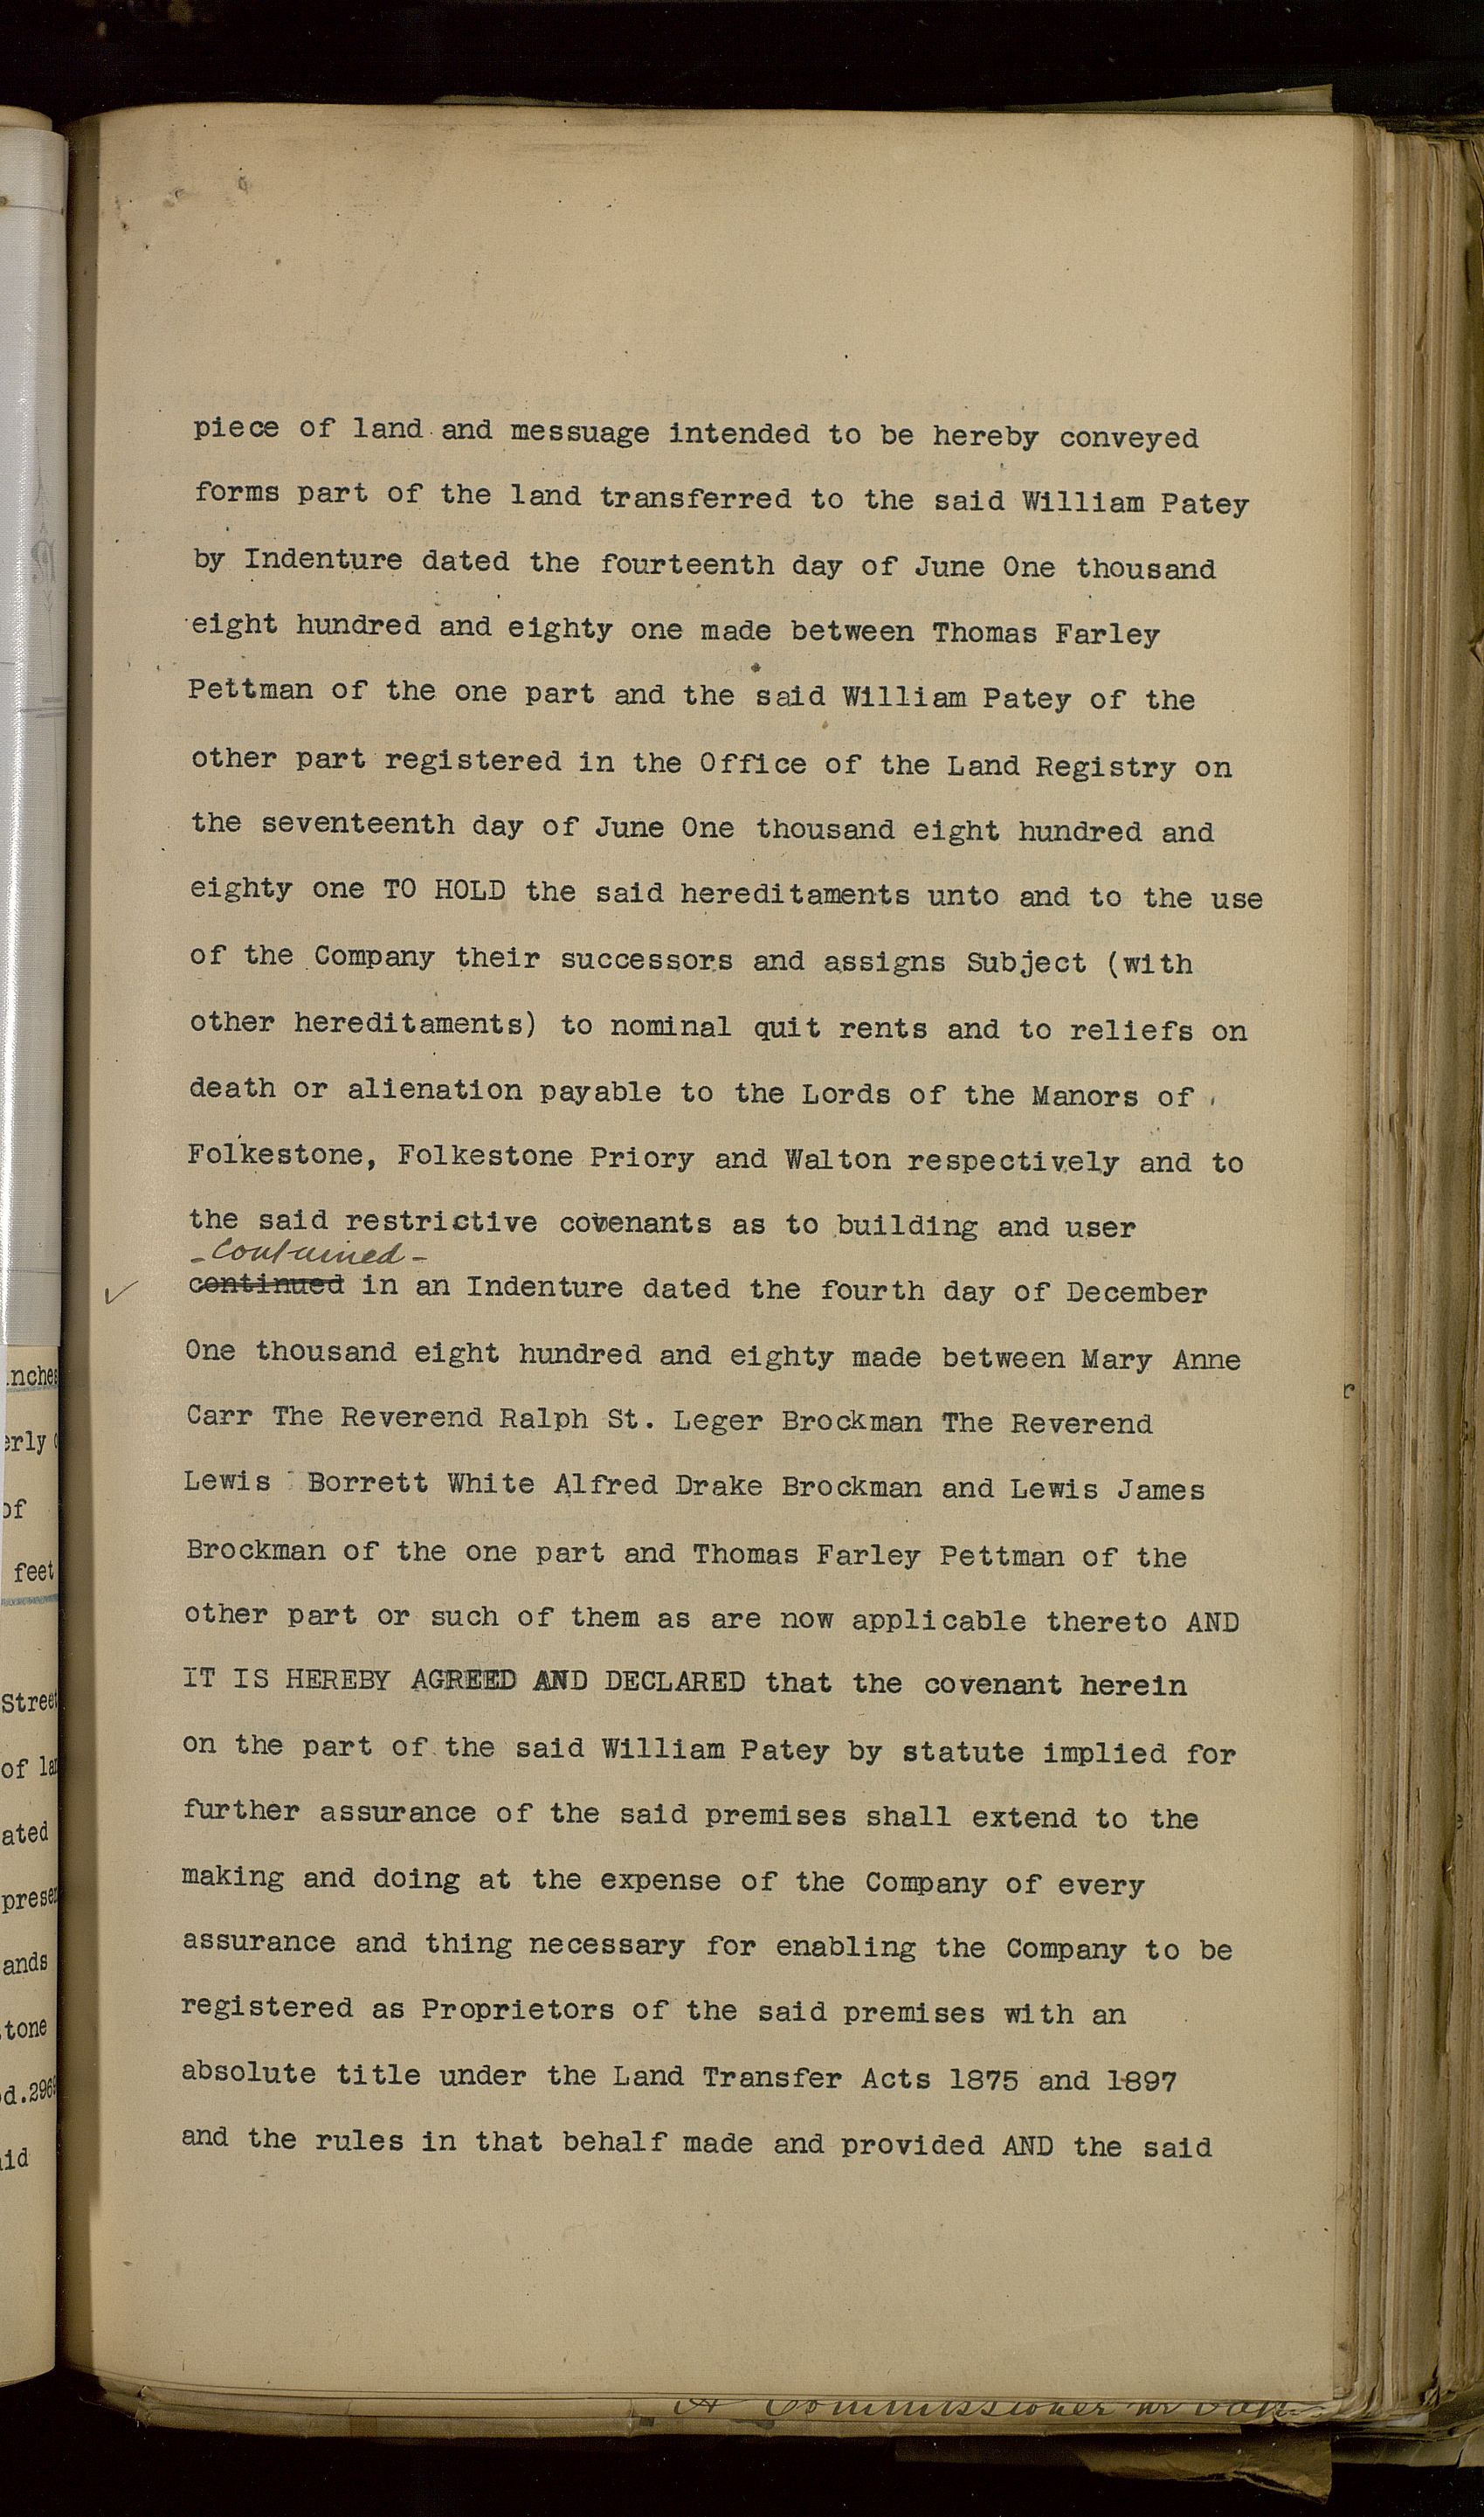 piece of land and messuage intended to be hereby conveyed
forms part of the land transferred to the said William Patey
by Indenture dated the fourteenth day of June One thousand
eight hundred and eighty one made between Thomas Farley
Pettman of the one part and the said William Patey of the
other part registered in the Office of the Land Registry on
the seventeenth day of June One thousand eight hundred and
eighty one TO HOLD the said hereditaments unto and to the use
of the Company their successors and assigns Subject (with
other hereditaments) to nominal quit rents and to reliefs on
death or alienation payable to the Lords of the Manors of
Folkestone, Folkestone Priory and Walton respectively and to
the said restrictive covenants as to building and user
- contained -
continued in an Indenture dated the fourth day of December
One thousand eight hundred and eighty made between Mary Anne
Carr The Reverend Ralph St. Leger Brockman The Reverend
Lewis Borrett White Alfred Drake Brockman and Lewis James
Brockman of the one part and Thomas Farley Pettman of the
other part or such of them as are now applicable thereto AND
IT IS HEREBY AGREED AND DECLARED that the covenant herein
on the part of the said William Patey by statute implied for
further assurance of the said premises shall extend to the
making and doing at the expense of the Company of every
assurance and thing necessary for enabling the Company to be
registered as Proprietors of the said premises with an
absolute title under the Land Transfer Acts 1875 and 1897
and the rules in that behalf made and provided AND the said
A Commissioner
of
feet